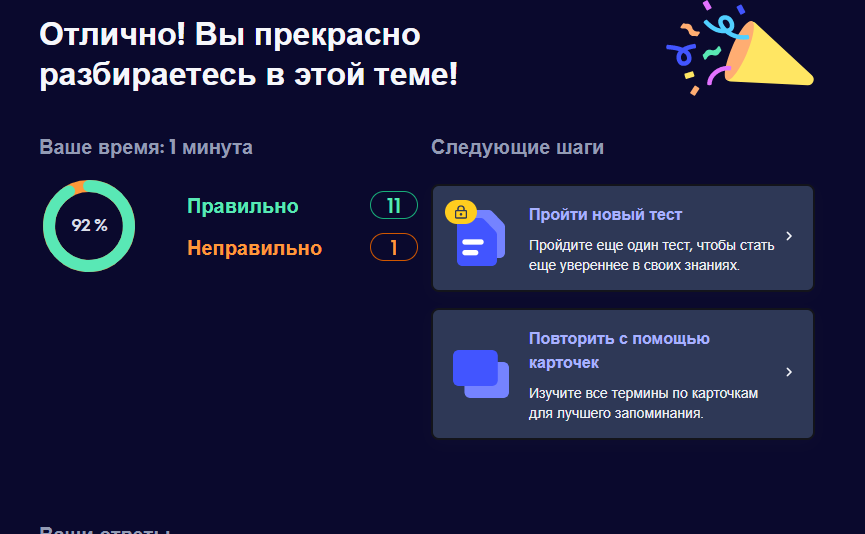 Отлично! Вы прекрасно
разбираетесь в этой теме!
Ваше время: 1 минута
92 %
Правильно 11
Неправильно 1
Следующие шаги
Пройти новый тест
Пройдите еще один тест, чтобы стать
еще увереннее в своих знаниях.
Повторить с помощью
карточек
Изучите все термины по карточкам
для лучшего запоминания.
Ваши ответы